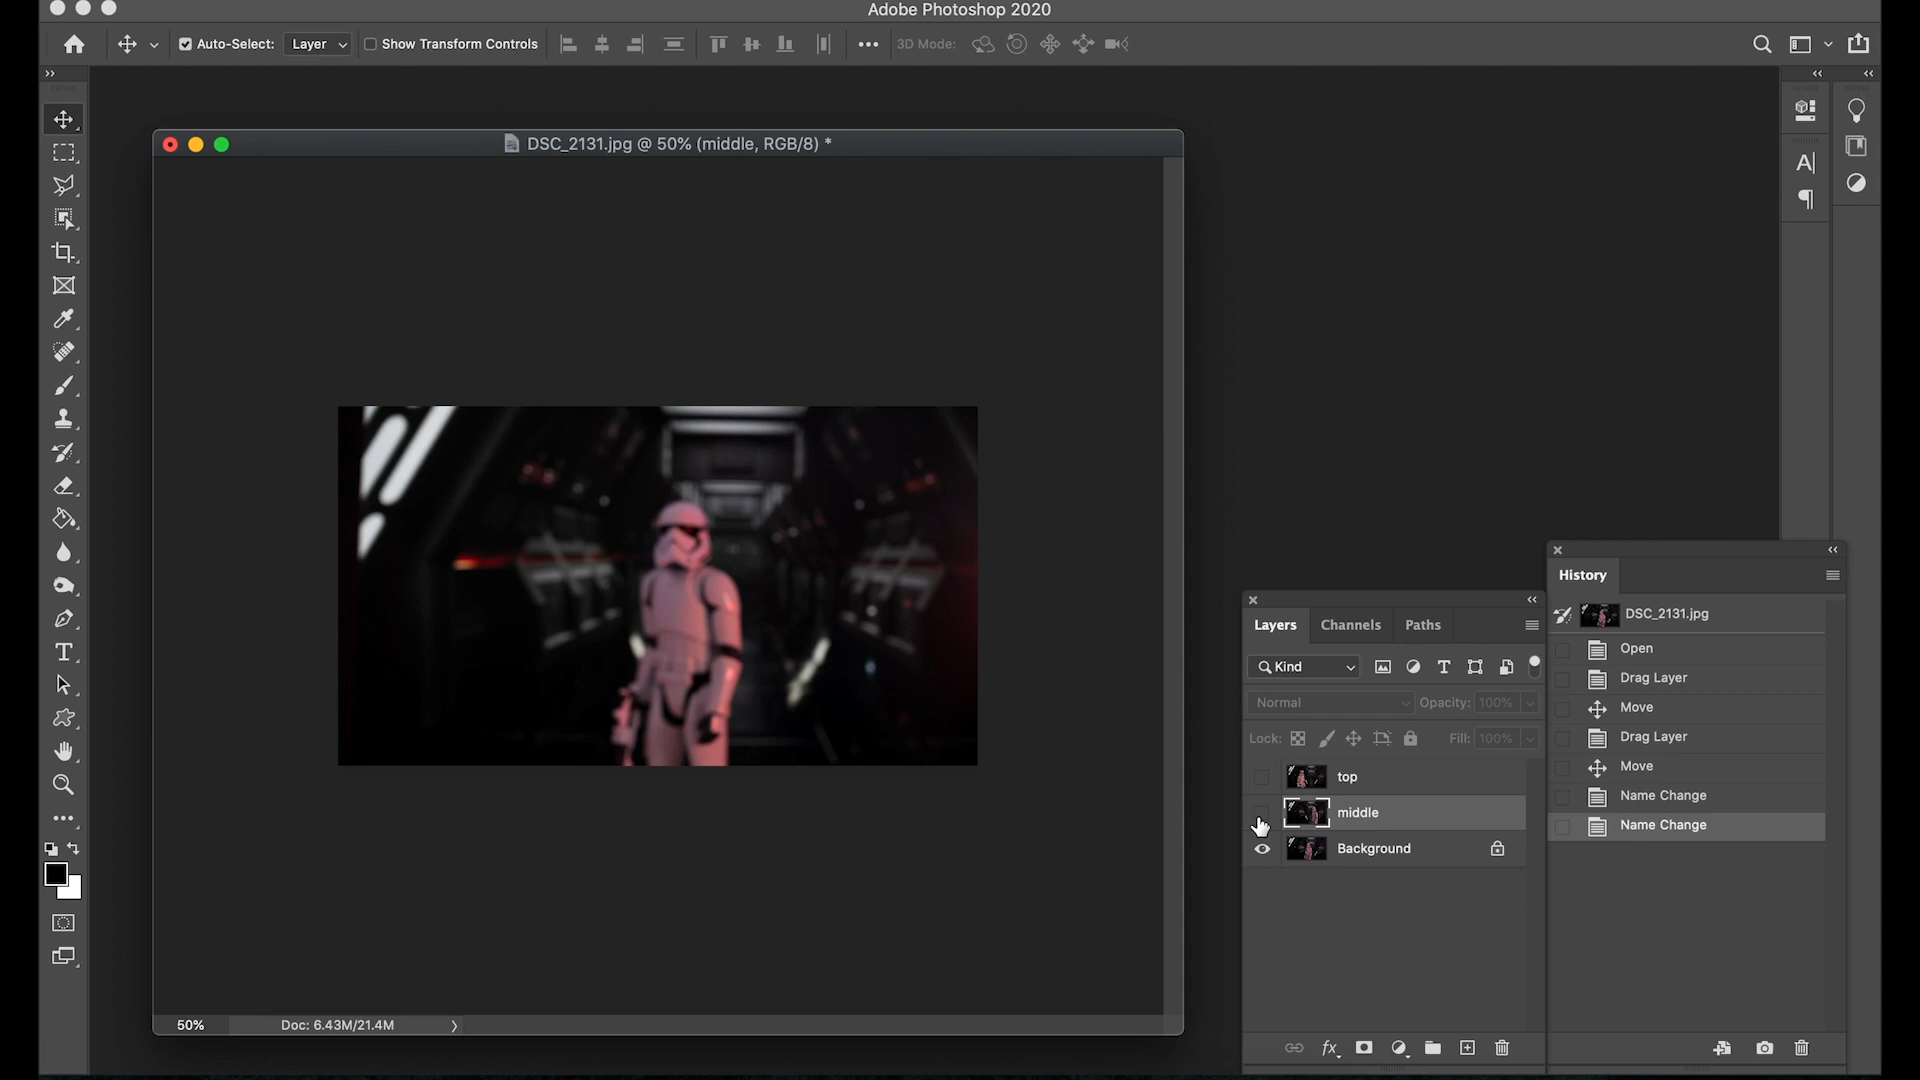 Adobe Photoshop 2020
Auto-Select: Layer Show Transform Controls 3D Mode:
DSC_2131.jpg @ 50% (middle, RGB/8) *
50% Doc: 6.43M/21.4M
Layers Channels Paths
Kind
Normal Opacity: 100%
Lock: Fill: 100%
top
middle
Background
History
DSC_2131.jpg
Open
Drag Layer
Move
Drag Layer
Move
Name Change
Name Change